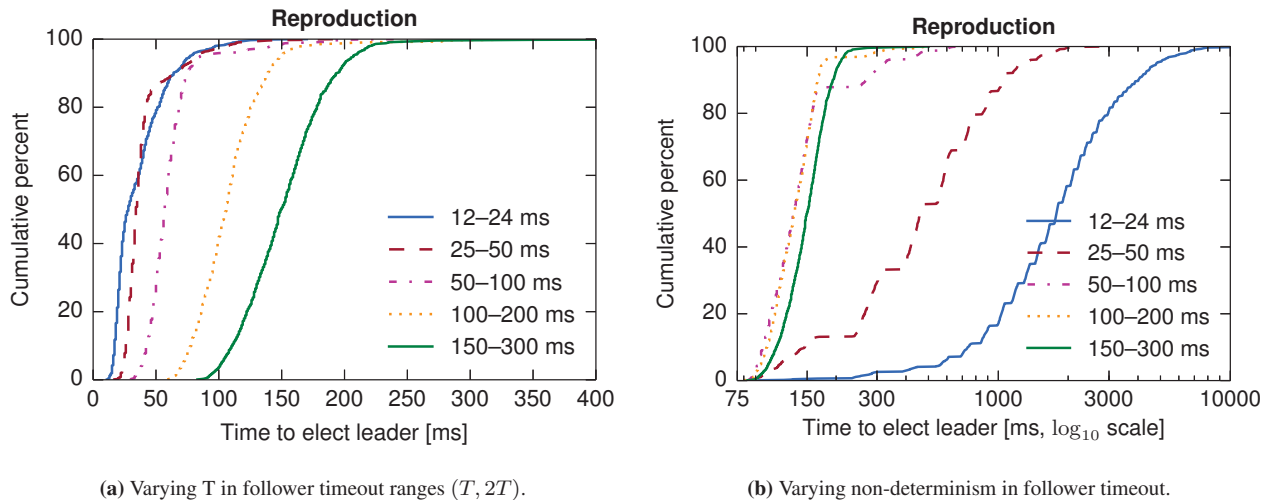 Reproduction
100
80
60
40
20
0
Cumulative percent
12–24 ms
25–50 ms
50–100 ms
100–200 ms
150–300 ms
0 50 100 150 200 250 300 350 400
Time to elect leader [ms]
(a) Varying T in follower timeout ranges (T, 2T).
Reproduction
100
80
60
40
20
0
Cumulative percent
12–24 ms
25–50 ms
50–100 ms
100–200 ms
150–300 ms
75 150 300 1000 3000 10000
Time to elect leader [ms, log10 scale]
(b) Varying non-determinism in follower timeout.